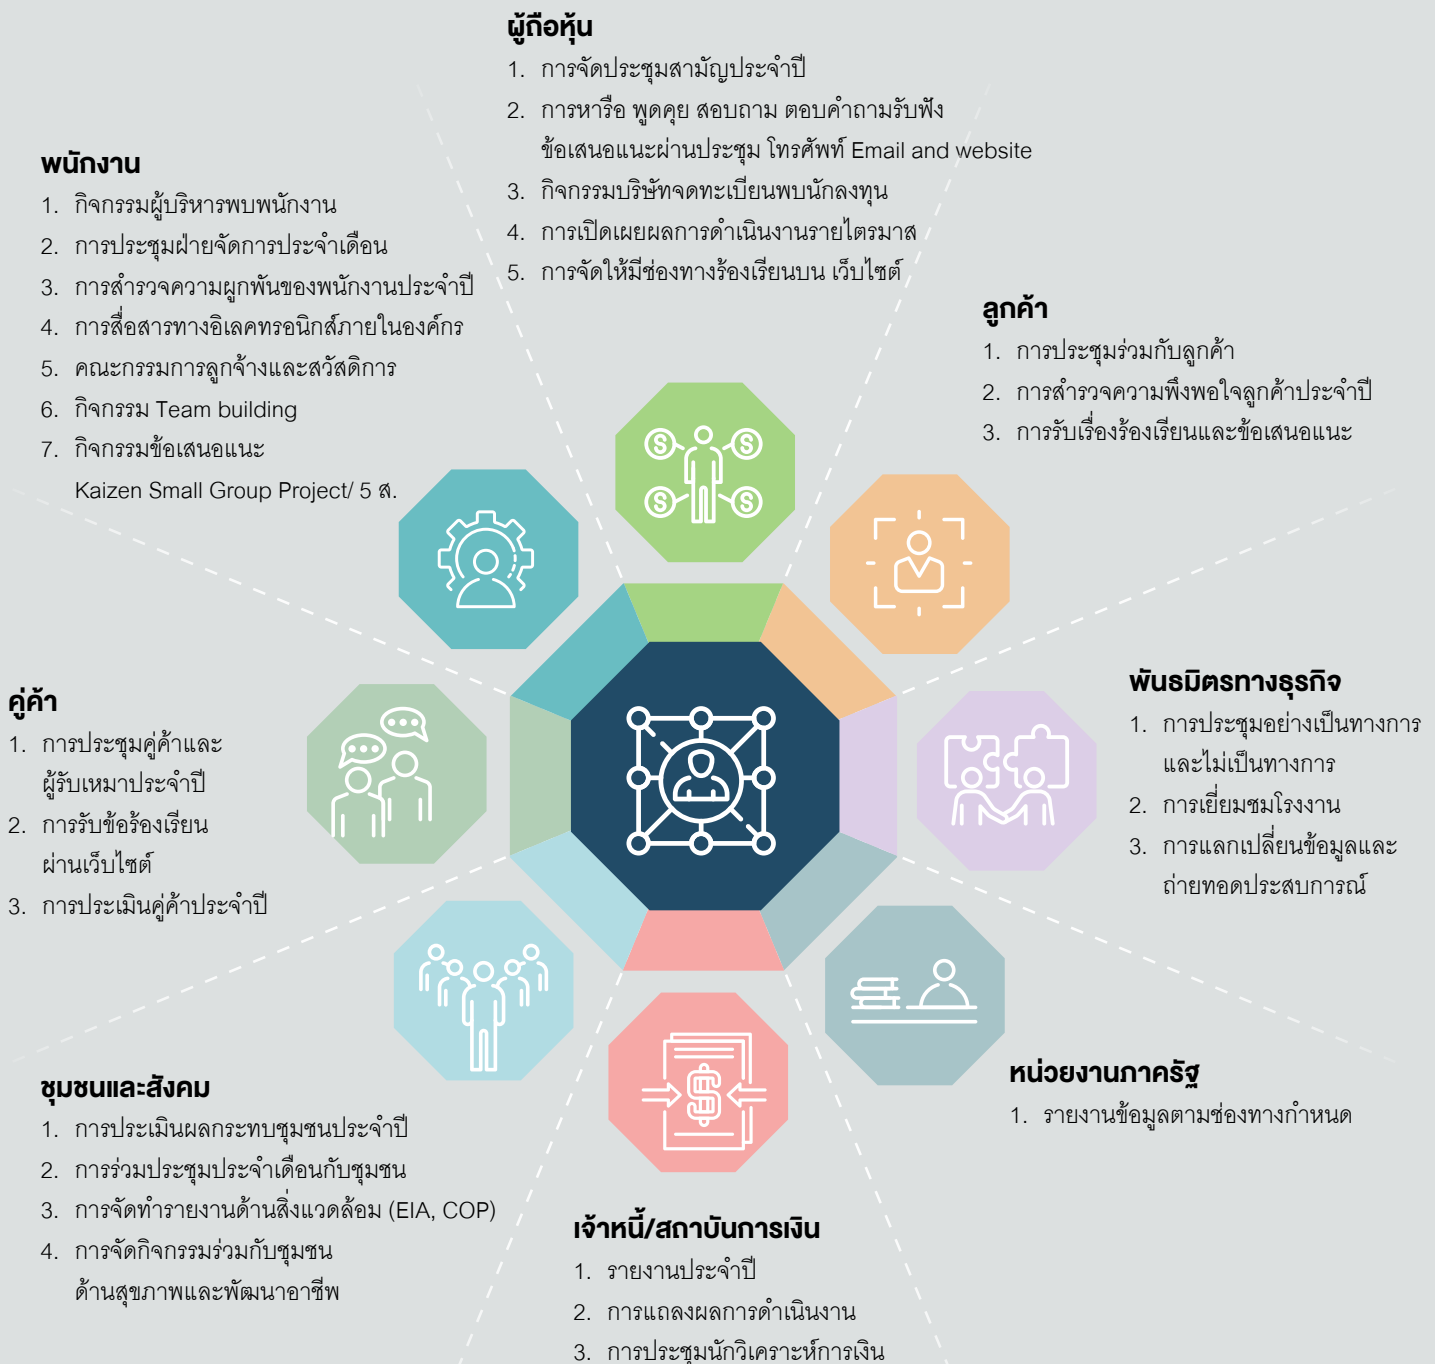 ผู้ถือหุ้น
1. การจัดประชุมสามัญประจำปี
2. การหารือ พูดคุย สอบถาม ตอบคำถามรับฟัง
ข้อเสนอแนะผ่านประชุม โทรศัพท์ Email and website
3. กิจกรรมบริษัทจดทะเบียนพบนักลงทุน
4. การเปิดเผยผลการดำเนินงานรายไตรมาส
5. การจัดให้มีช่องทางร้องเรียนบน เว็บไซต์
พนักงาน
1. กิจกรรมผู้บริหารพบพนักงาน
2. การประชุมฝ่ายจัดการประจำเดือน
3. การสำรวจความผูกพันของพนักงานประจำปี
4. การสื่อสารทางอิเลคทรอนิกส์ภายในองค์กร
5. คณะกรรมการลูกจ้างและสวัสดิการ
6. กิจกรรม Team building
7. กิจกรรมข้อเสนอแนะ
Kaizen Small Group Project/ 5 ส.
ลูกค้า
1. การประชุมร่วมกับลูกค้า
2. การสำรวจความพึงพอใจลูกค้าประจำปี
3. การรับเรื่องร้องเรียนและข้อเสนอแนะ
คู่ค้า
1. การประชุมคู่ค้าและ
ผู้รับเหมาประจำปี
2. การรับข้อร้องเรียน
ผ่านเว็บไซต์
3. การประเมินคู่ค้าประจำปี
พันธมิตรทางธุรกิจ
1. การประชุมอย่างเป็นทางการ
และไม่เป็นทางการ
2. การเยี่ยมชมโรงงาน
3. การแลกเปลี่ยนข้อมูลและ
ถ่ายทอดประสบการณ์
ชุมชนและสังคม
1. การประเมินผลกระทบชุมชนประจำปี
2. การร่วมประชุมประจำเดือนกับชุมชน
3. การจัดทำรายงานด้านสิ่งแวดล้อม (EIA, COP)
4. การจัดกิจกรรมร่วมกับชุมชน
ด้านสุขภาพและพัฒนาอาชีพ
หน่วยงานภาครัฐ
1. รายงานข้อมูลตามช่องทางกำหนด
เจ้าหนี้/สถาบันการเงิน
1. รายงานประจำปี
2. การแถลงผลการดำเนินงาน
3. การประชุมนักวิเคราะห์การเงิน